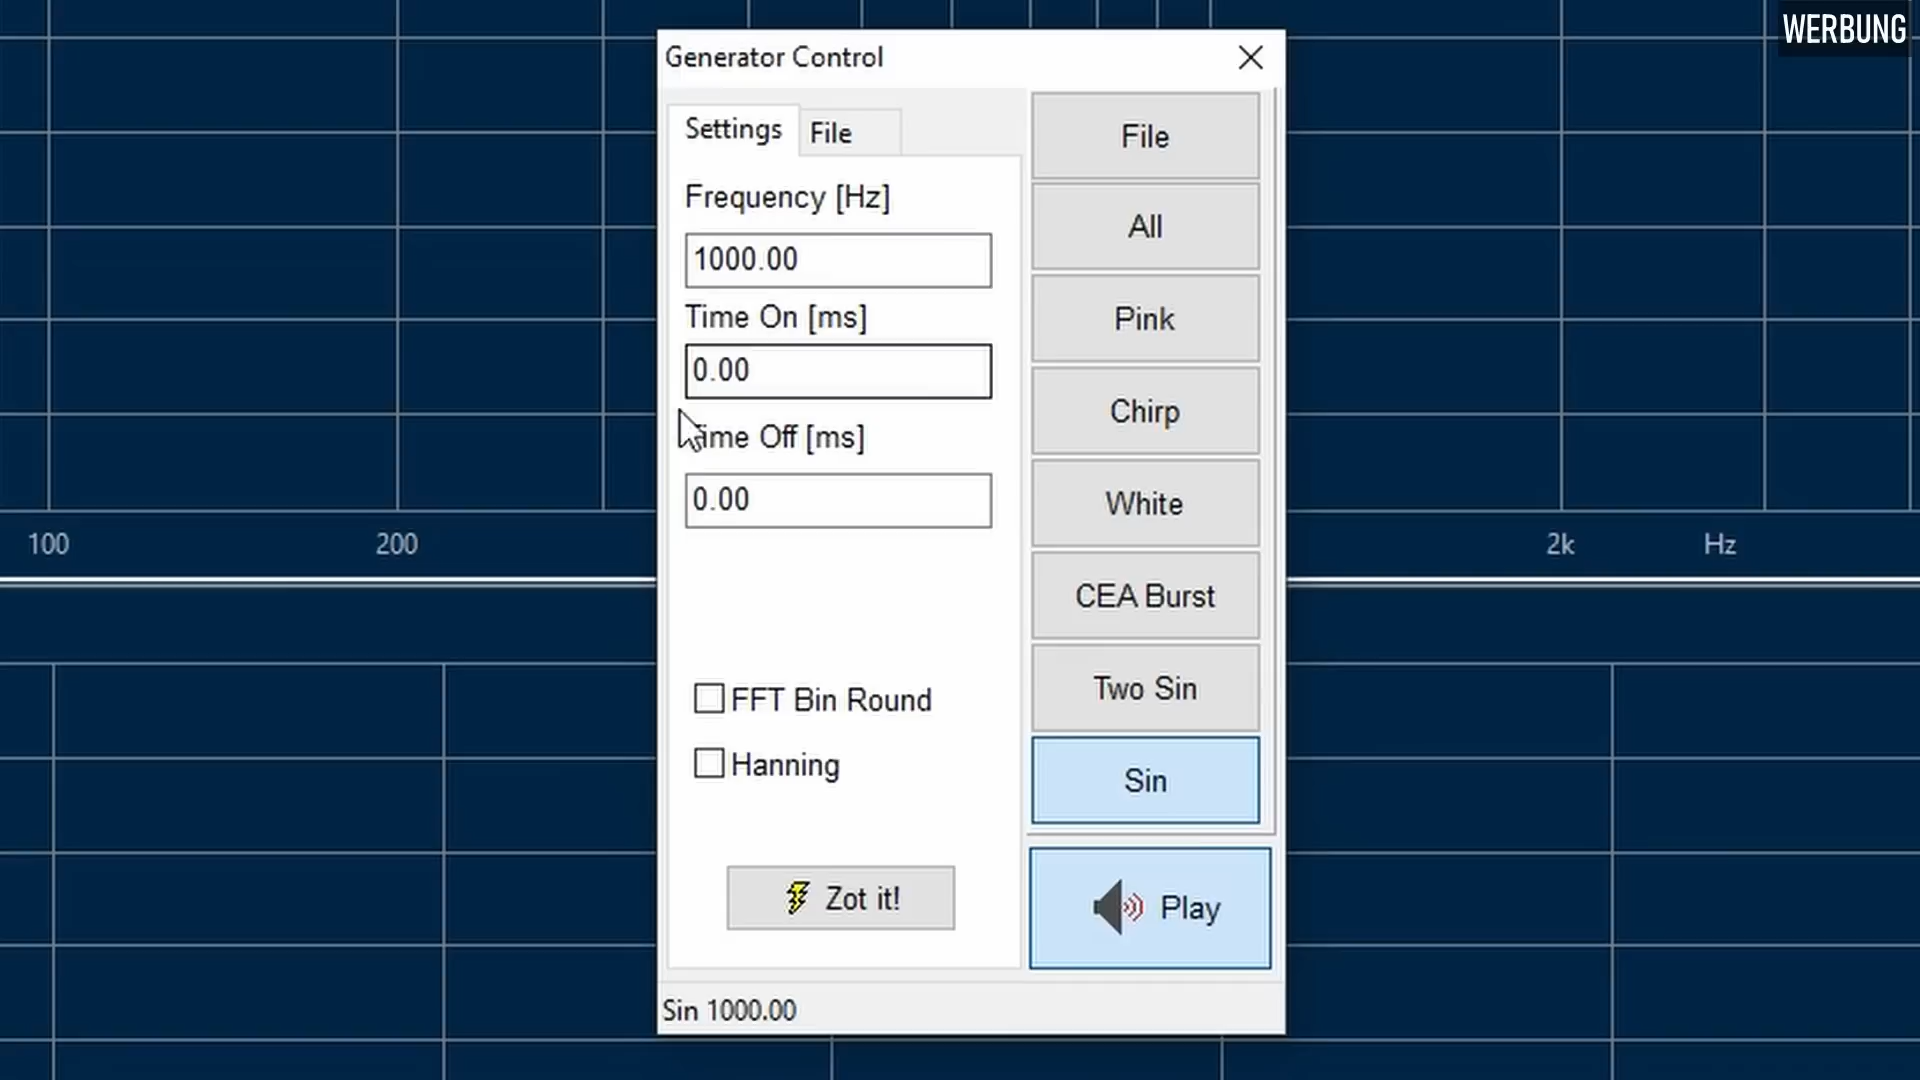 WERBUNG
Generator Control
Settings
File
File
Frequency [Hz]
1000.00
All
Time On [ms]
0.00
Pink
Chirp
Time Off [ms]
0.00
White
100
200
2k
Hz
CEA Burst
FFT Bin Round
Two Sin
Hanning
Sin
Zot it!
Play
Sin 1000.00